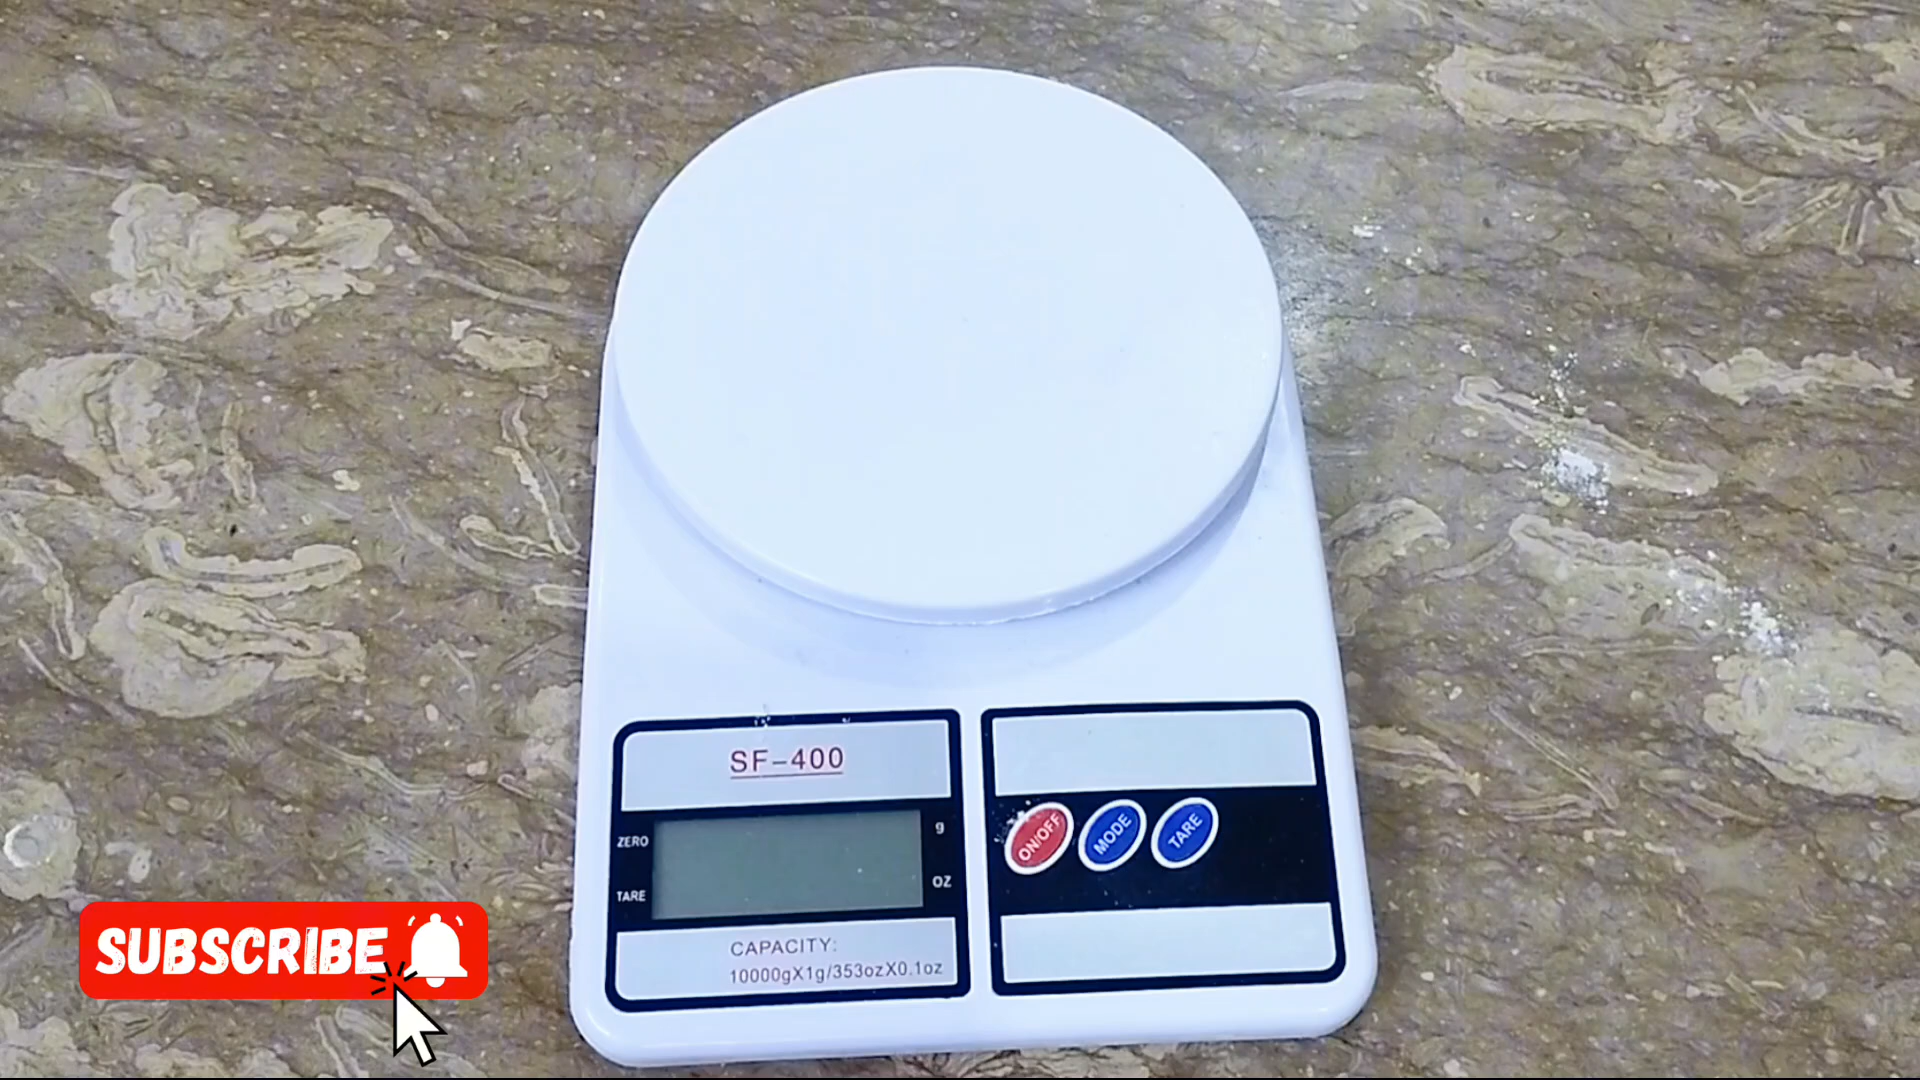 SF-400
ZERO
g
TARE
OZ
CAPACITY:
10000gX1g/353ozX0.1oz
ON/OFF
MODE
TARE
SUBSCRIBE